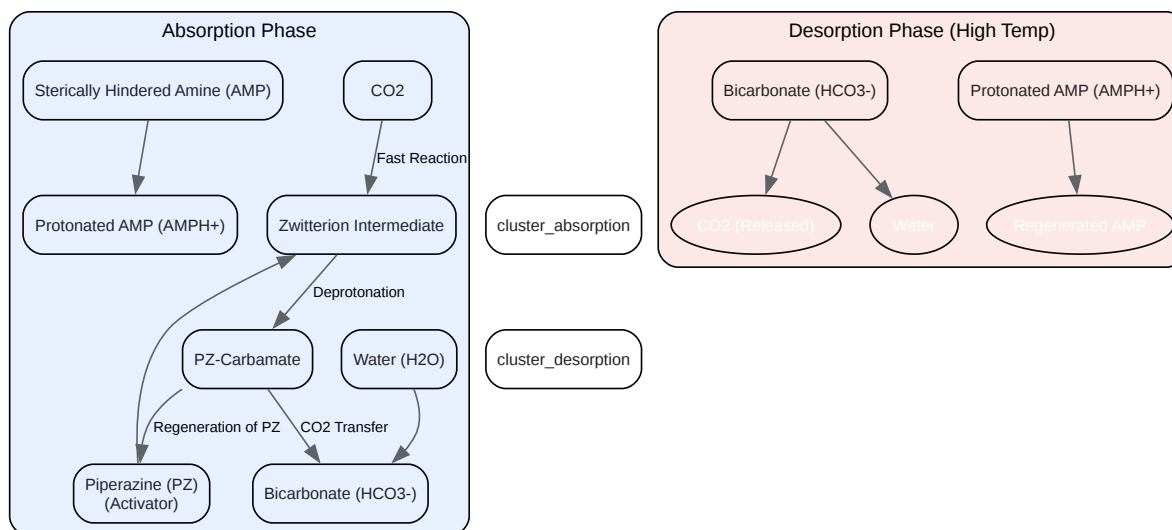 Absorption Phase
Sterically Hindered Amine (AMP)
CO2
Fast Reaction
Protonated AMP (AMPH+)
Zwitterion Intermediate
Deprotonation
PZ-Carbamate
Water (H2O)
Regeneration of PZ
CO2 Transfer
Piperazine (PZ)
(Activator)
Bicarbonate (HCO3-)
cluster_absorption
cluster_desorption
Desorption Phase (High Temp)
Bicarbonate (HCO3-)
Protonated AMP (AMPH+)
CO2 (Released)
Water
Regenerated AMP